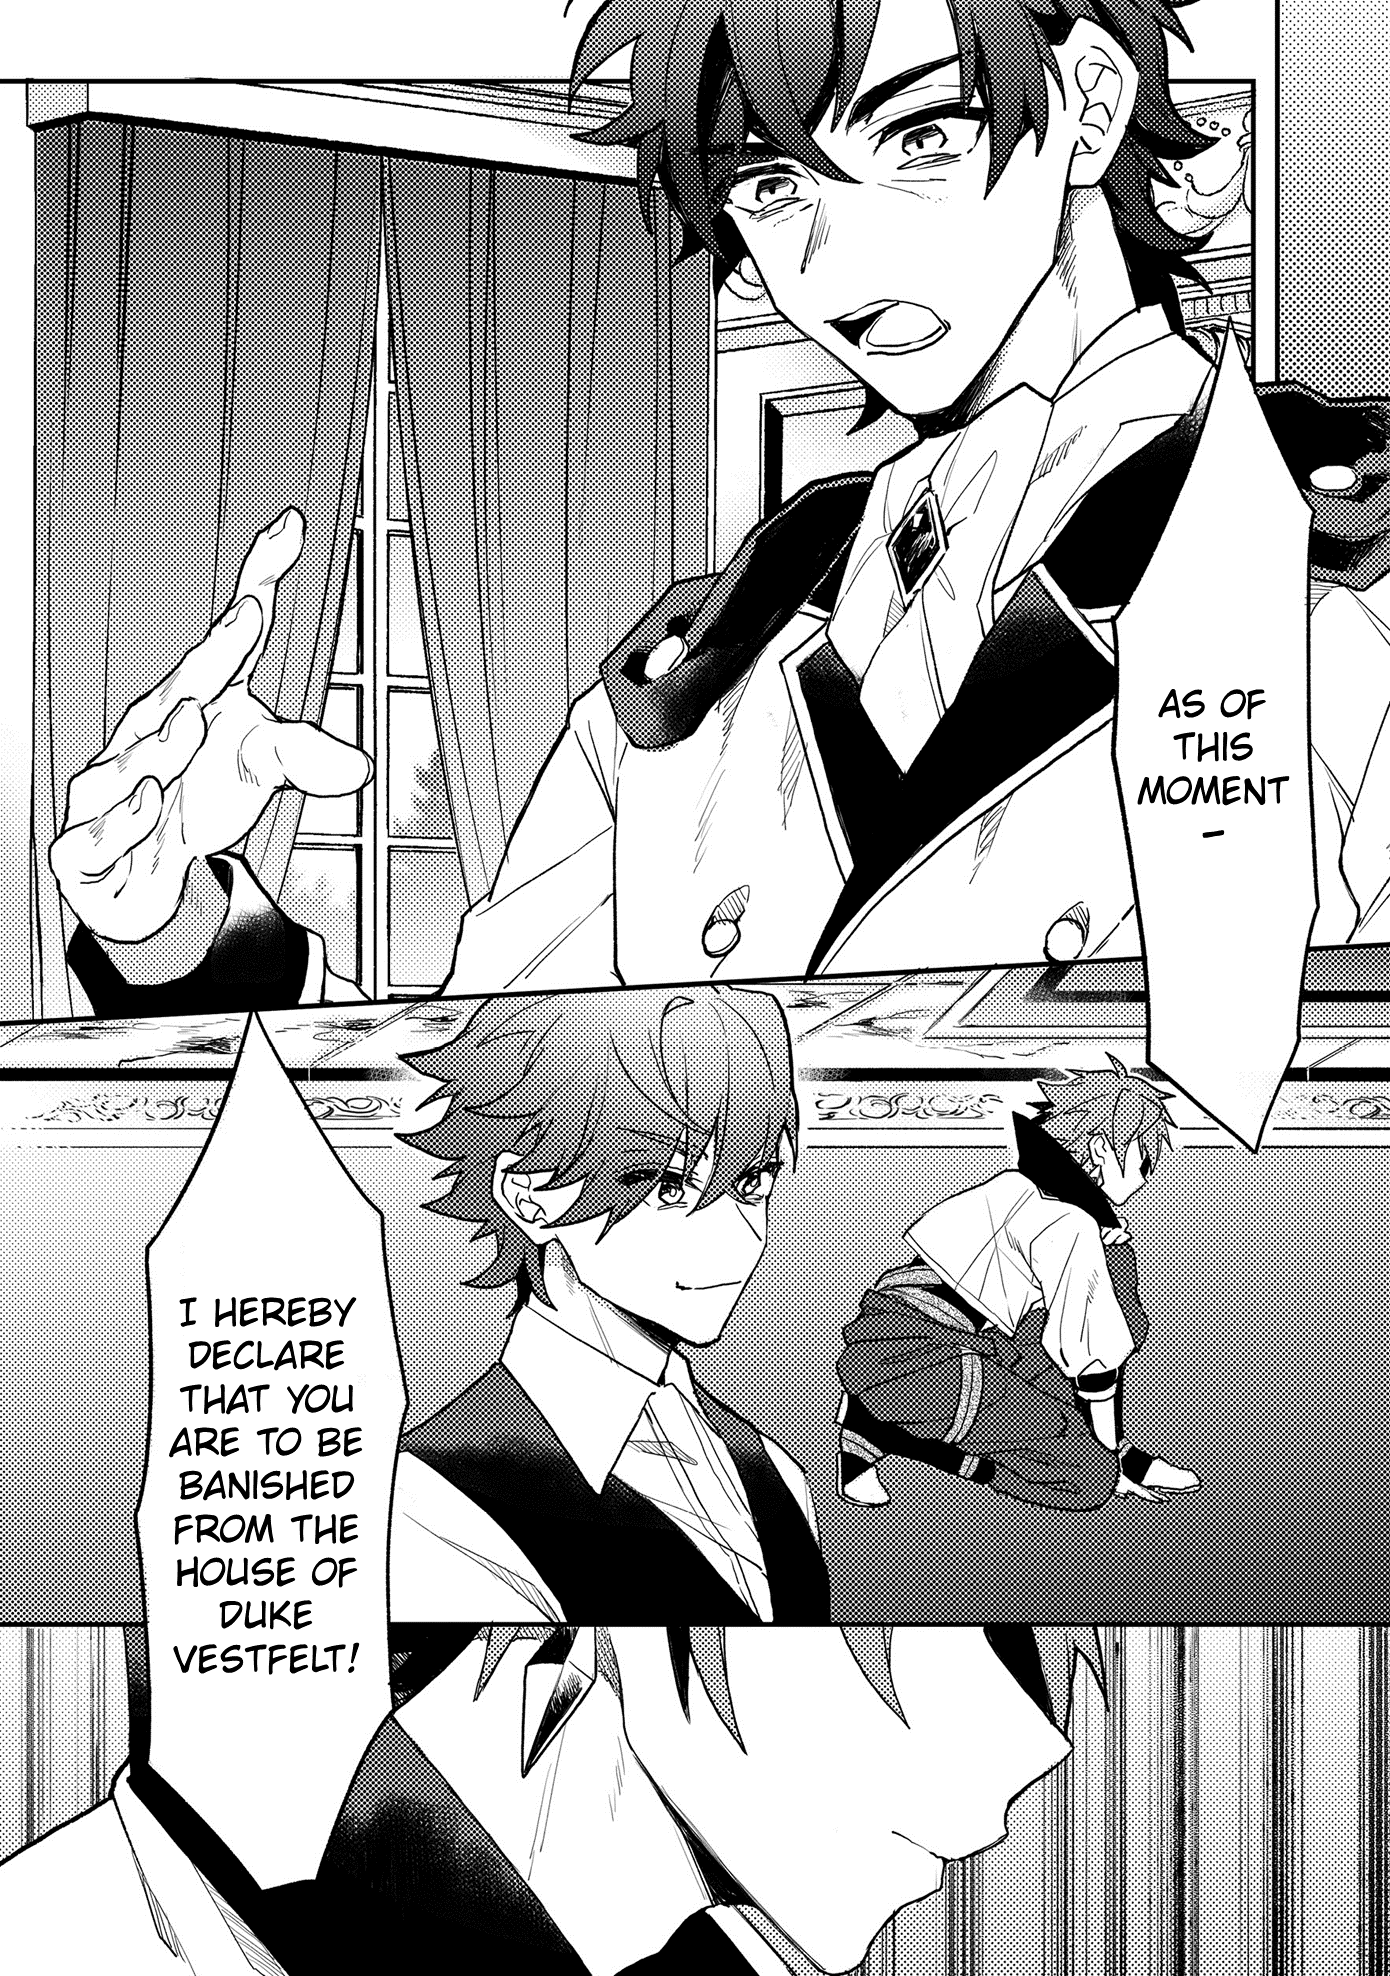 AS OF
THIS
MOMENT
–
I HEREBY
DECLARE
THAT YOU
ARE TO BE
BANISHED
FROM THE
HOUSE OF
DUKE
VESTFELT!